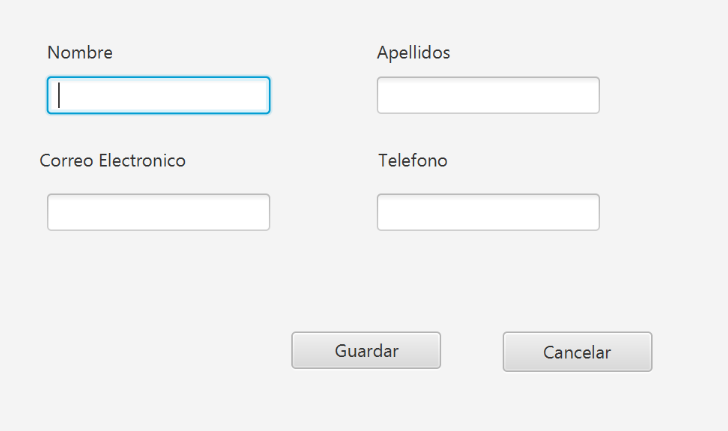 Nombre
Apellidos
Correo Electronico
Telefono
Guardar
Cancelar